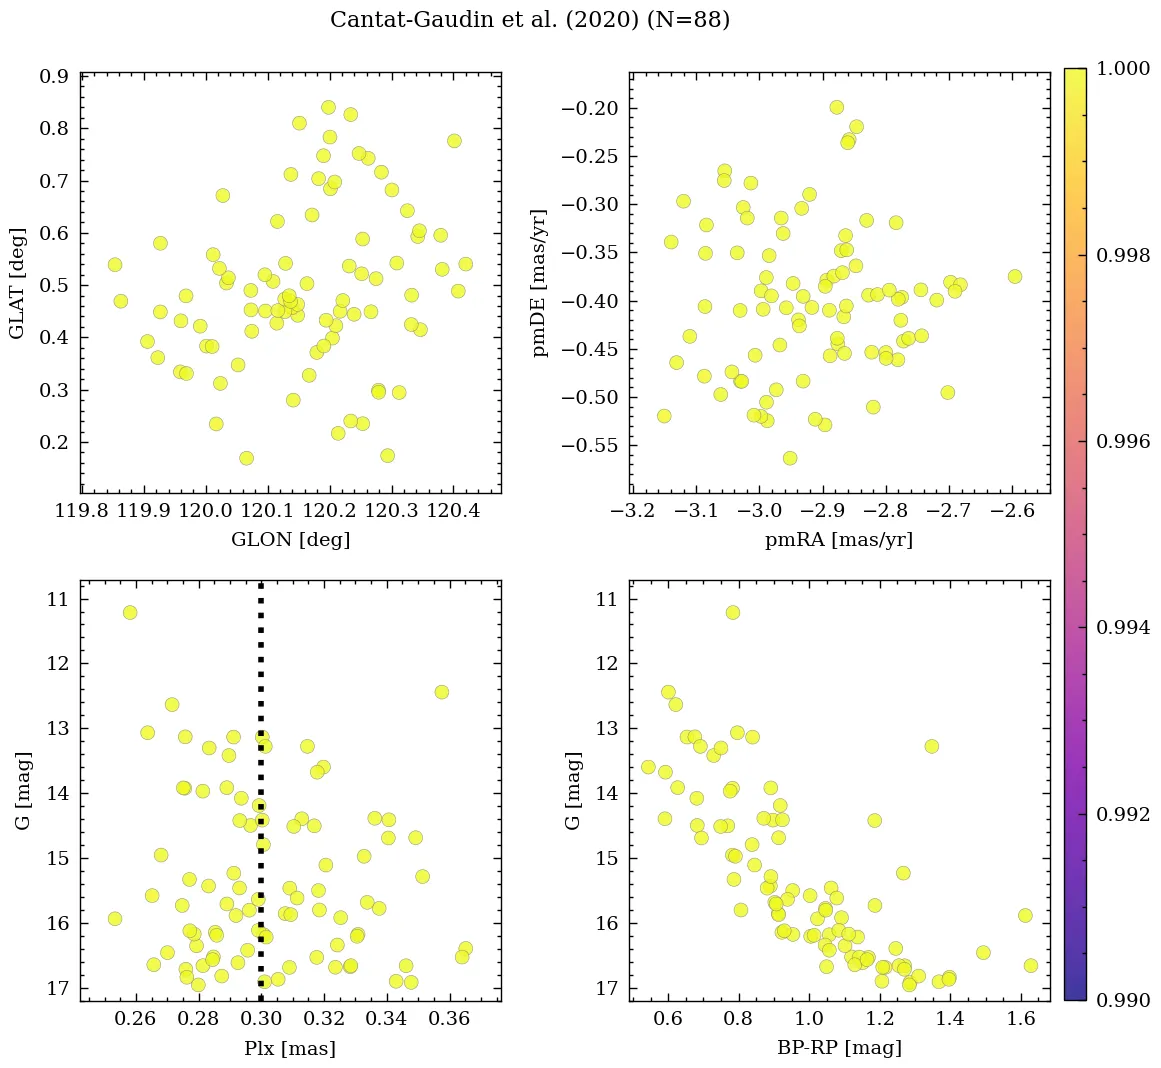 Cantat-Gaudin et al. (2020) (N=88)
0.9
0.8
0.7
0.6
0.5
0.4
0.3
0.2
GLAT [deg]
119.8 119.9 120.0 120.1 120.2 120.3 120.4
GLON [deg]
−0.20
−0.25
−0.30
−0.35
−0.40
−0.45
−0.50
−0.55
pmDE [mas/yr]
−3.2 −3.1 −3.0 −2.9 −2.8 −2.7 −2.6
pmRA [mas/yr]
11
12
13
14
15
16
17
G [mag]
0.26 0.28 0.30 0.32 0.34 0.36
Plx [mas]
11
12
13
14
15
16
17
G [mag]
0.6 0.8 1.0 1.2 1.4 1.6
BP-RP [mag]
1.000
0.998
0.996
0.994
0.992
0.990